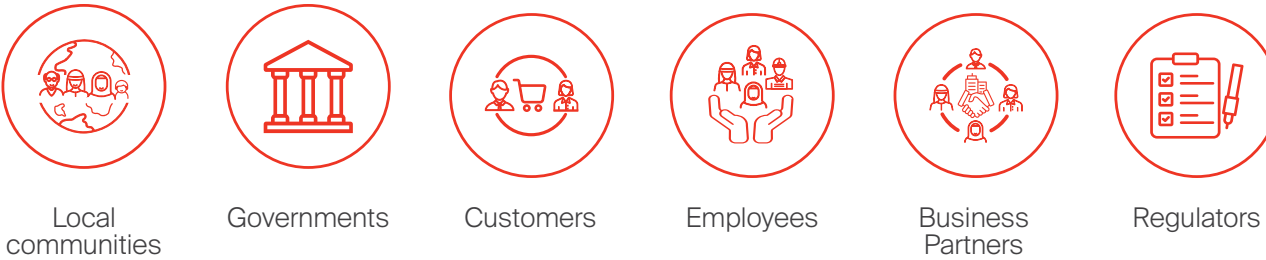 Local
communities
Governments
Customers
Employees
Business
Partners
Regulators